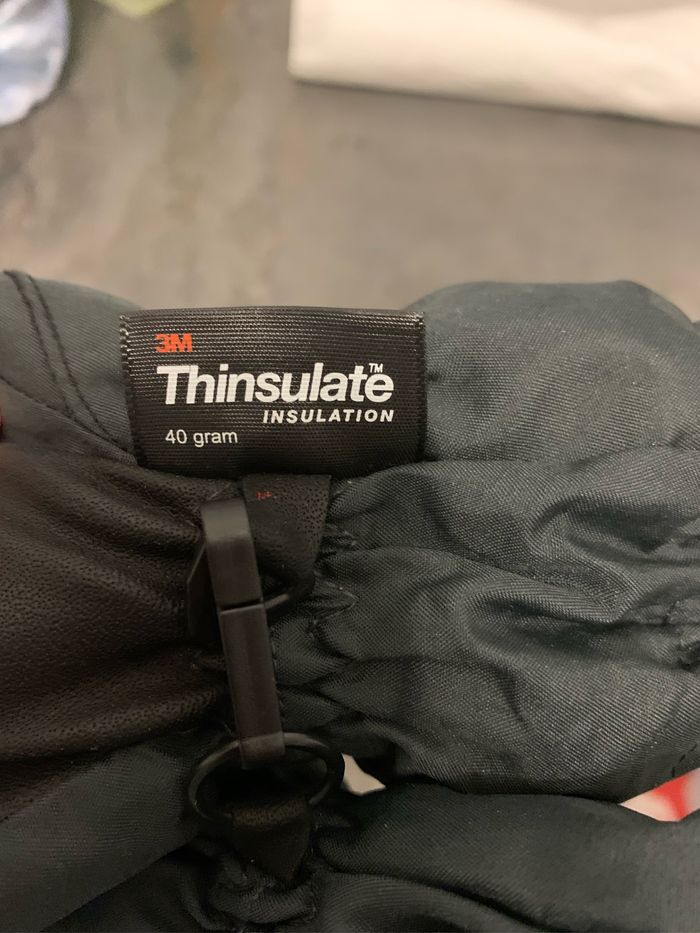 3M
Thinsulate™
INSULATION
40 gram